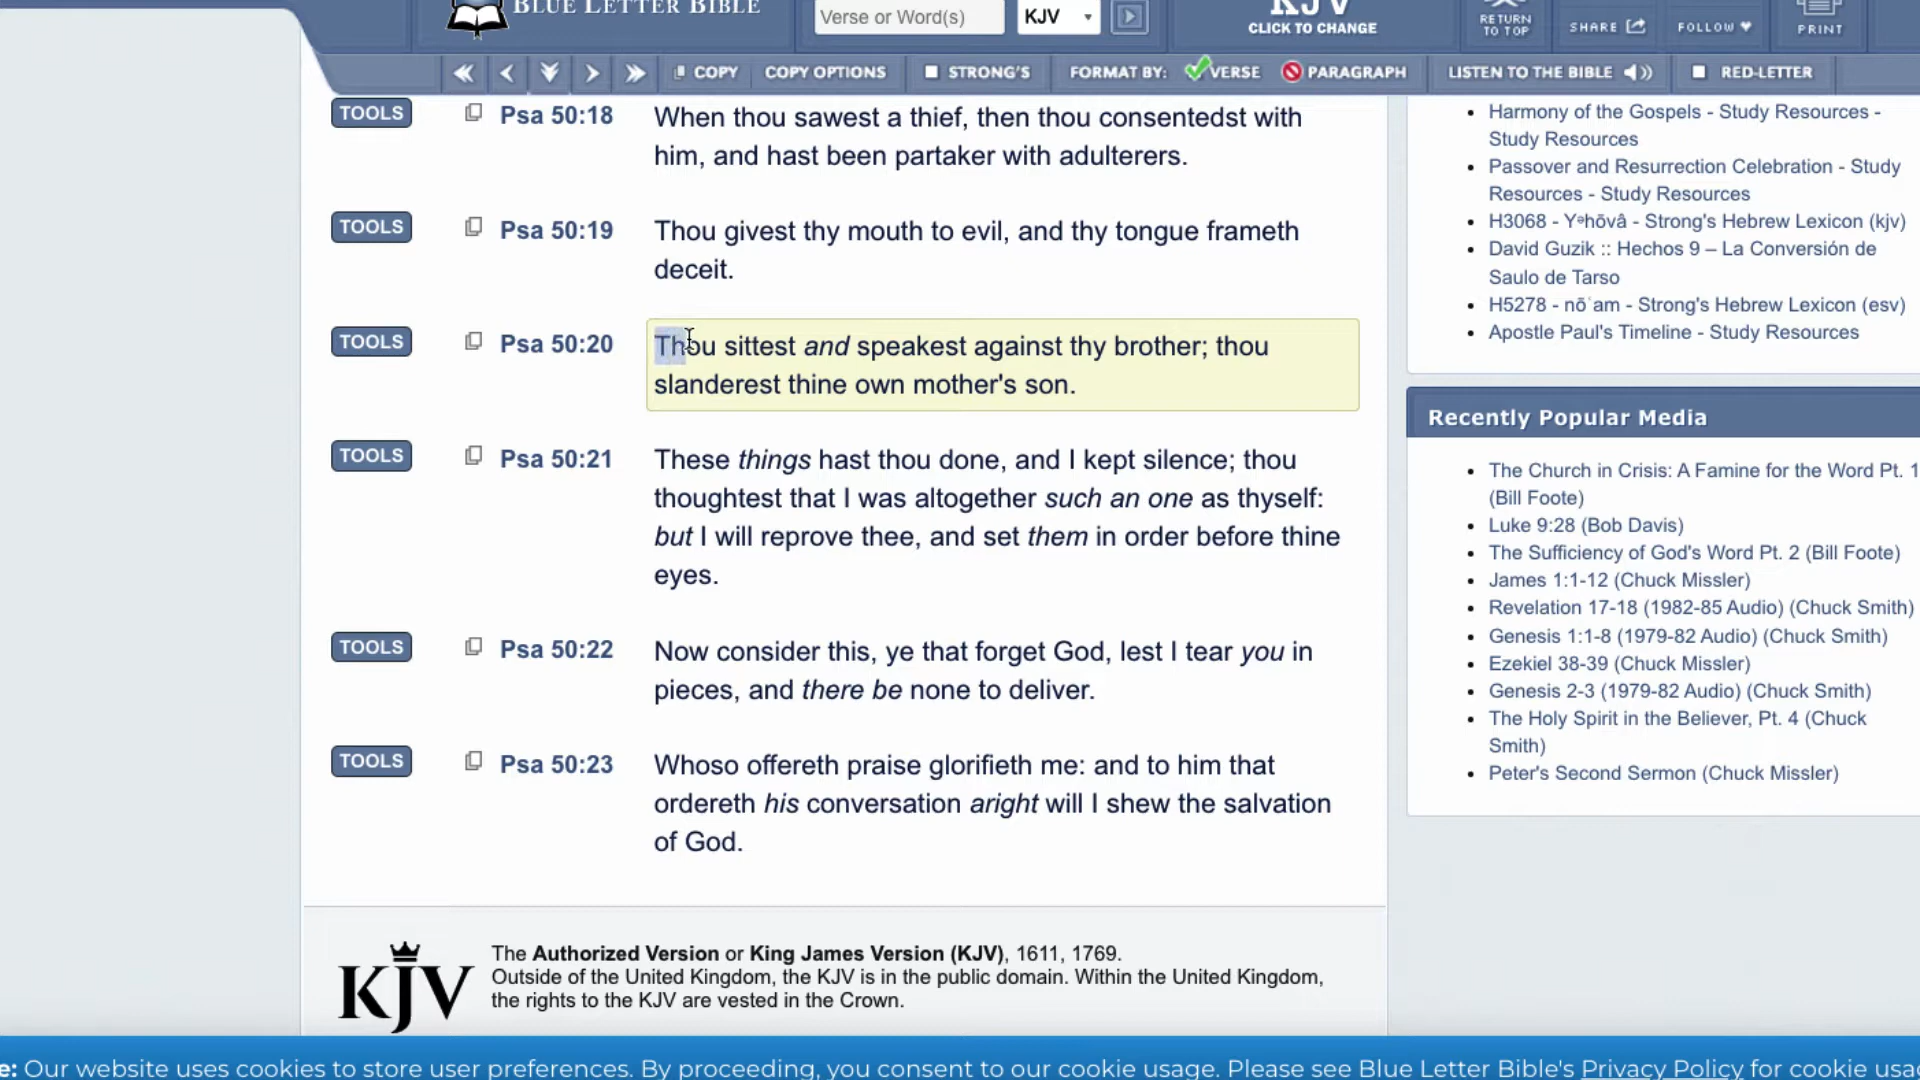 BLUE LETTER BIBLE
Verse or Word(s)
KJV
KJV
CLICK TO CHANGE
RETURN
TO TOP
SHARE
FOLLOW
PRINT
COPY
COPY OPTIONS
STRONG'S
FORMAT BY:
VERSE
PARAGRAPH
LISTEN TO THE BIBLE
RED-LETTER
TOOLS
Psa 50:18
When thou sawest a thief, then thou consentedst with
him, and hast been partaker with adulterers.
TOOLS
Psa 50:19
Thou givest thy mouth to evil, and thy tongue frameth
deceit.
TOOLS
Psa 50:20
Thou sittest and speakest against thy brother; thou
slanderest thine own mother's son.
TOOLS
Psa 50:21
These things hast thou done, and I kept silence; thou
thoughtest that I was altogether such an one as thyself:
but I will reprove thee, and set them in order before thine
eyes.
TOOLS
Psa 50:22
Now consider this, ye that forget God, lest I tear you in
pieces, and there be none to deliver.
TOOLS
Psa 50:23
Whoso offereth praise glorifieth me: and to him that
ordereth his conversation aright will I shew the salvation
of God.
KJV
The Authorized Version or King James Version (KJV), 1611, 1769.
Outside of the United Kingdom, the KJV is in the public domain. Within the United Kingdom,
the rights to the KJV are vested in the Crown.
Harmony of the Gospels - Study Resources -
Study Resources
Passover and Resurrection Celebration - Study
Resources - Study Resources
H3068 - Yᵊhōvâ - Strong's Hebrew Lexicon (kjv)
David Guzik :: Hechos 9 – La Conversión de
Saulo de Tarso
H5278 - nōʿam - Strong's Hebrew Lexicon (esv)
Apostle Paul's Timeline - Study Resources
Recently Popular Media
The Church in Crisis: A Famine for the Word Pt. 1
(Bill Foote)
Luke 9:28 (Bob Davis)
The Sufficiency of God's Word Pt. 2 (Bill Foote)
James 1:1-12 (Chuck Missler)
Revelation 17-18 (1982-85 Audio) (Chuck Smith)
Genesis 1:1-8 (1979-82 Audio) (Chuck Smith)
Ezekiel 38-39 (Chuck Missler)
Genesis 2-3 (1979-82 Audio) (Chuck Smith)
The Holy Spirit in the Believer, Pt. 4 (Chuck
Smith)
Peter's Second Sermon (Chuck Missler)
e: Our website uses cookies to store user preferences. By proceeding, you consent to our cookie usage. Please see Blue Letter Bible's Privacy Policy for cookie usa